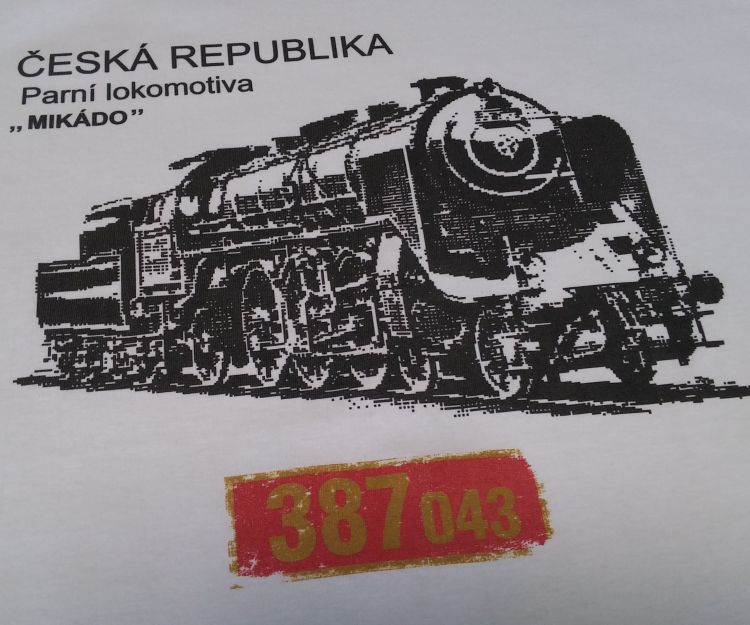 ČESKÁ REPUBLIKA
Parní lokomotiva
„MIKÁDO”
387 043